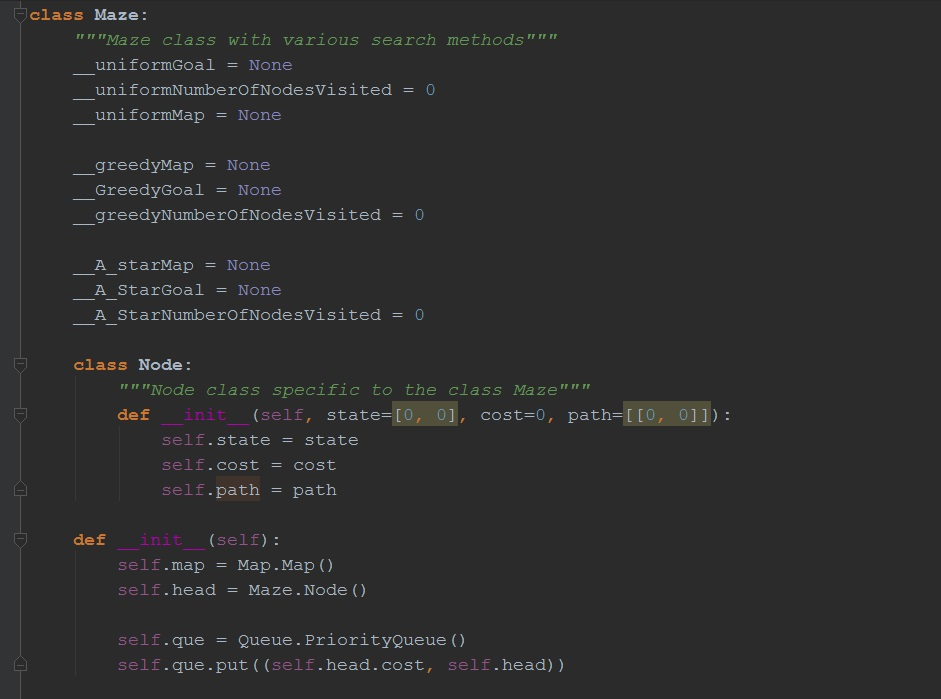 class Maze:
    """Maze class with various search methods"""
    __uniformGoal = None
    __uniformNumberOfNodesVisited = 0
    __uniformMap = None

    __greedyMap = None
    __GreedyGoal = None
    __greedyNumberOfNodesVisited = 0

    __A_starMap = None
    __A_StarGoal = None
    __A_StarNumberOfNodesVisited = 0

    class Node:
        """Node class specific to the class Maze"""
        def __init__(self, state=[0, 0], cost=0, path=[[0, 0]]):
            self.state = state
            self.cost = cost
            self.path = path

    def __init__(self):
        self.map = Map.Map()
        self.head = Maze.Node()

        self.que = Queue.PriorityQueue()
        self.que.put((self.head.cost, self.head))